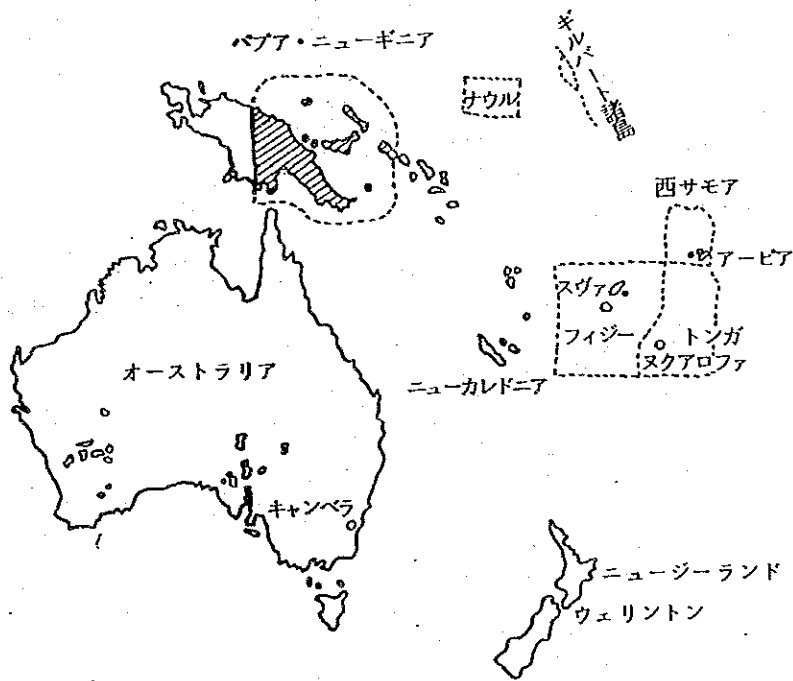 パプア・ニューギニア
ギルバート諸島
ナウル
西サモア
アーピア
スヴァ
フィジー
トンガ
ヌクアロファ
ニューカレドニア
オーストラリア
キャンベラ
ニュージーランド
ウェリントン